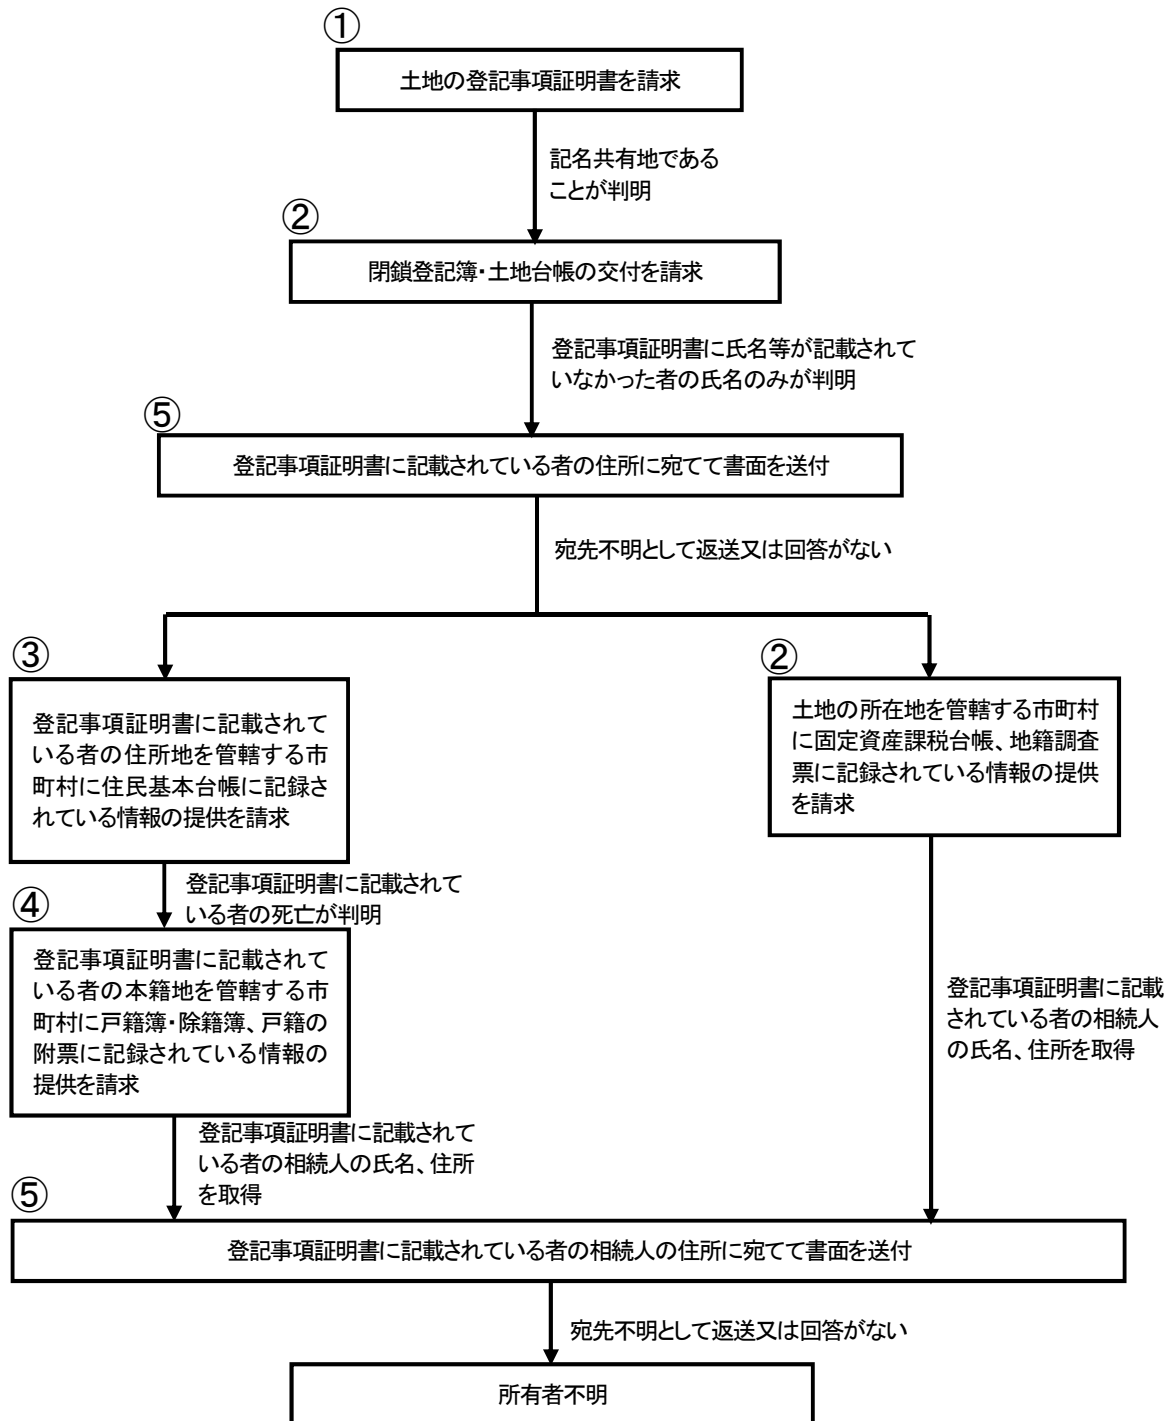 ①
土地の登記事項証明書を請求
記名共有地である
ことが判明
②
閉鎖登記簿・土地台帳の交付を請求
登記事項証明書に氏名等が記載されて
いなかった者の氏名のみが判明
⑤
登記事項証明書に記載されている者の住所に宛てて書面を送付
宛先不明として返送又は回答がない
③
登記事項証明書に記載されて
いる者の住所地を管轄する市
町村に住民基本台帳に記録さ
れている情報の提供を請求
②
土地の所在地を管轄する市町村
に固定資産課税台帳、地籍調査
票に記録されている情報の提供
を請求
登記事項証明書に記載されて
いる者の死亡が判明
④
登記事項証明書に記載されて
いる者の本籍地を管轄する市
町村に戸籍簿・除籍簿、戸籍の
附票に記録されている情報の
提供を請求
登記事項証明書に記載
されている者の相続人
の氏名、住所を取得
登記事項証明書に記載されて
いる者の相続人の氏名、住所
を取得
⑤
登記事項証明書に記載されている者の相続人の住所に宛てて書面を送付
宛先不明として返送又は回答がない
所有者不明